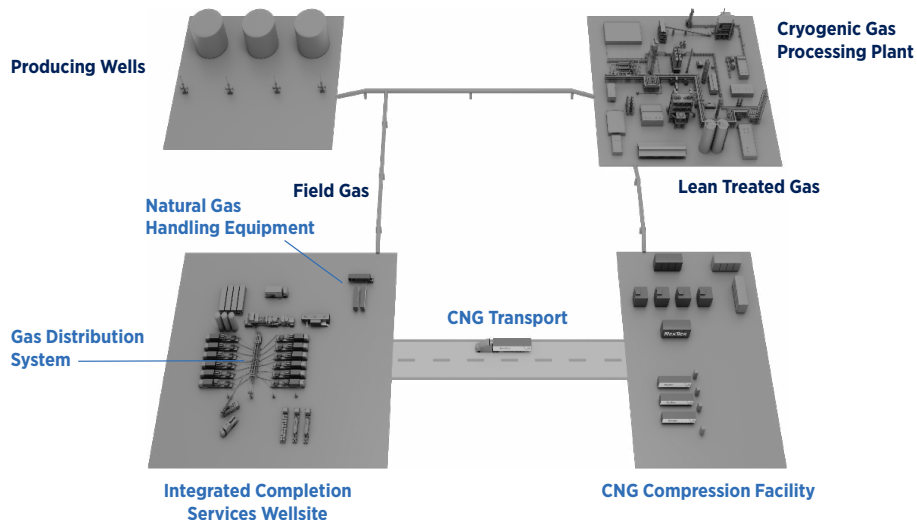 Producing Wells
Cryogenic Gas
Processing Plant
Field Gas
Lean Treated Gas
Natural Gas
Handling Equipment
Gas Distribution
System
CNG Transport
Integrated Completion
Services Wellsite
CNG Compression Facility